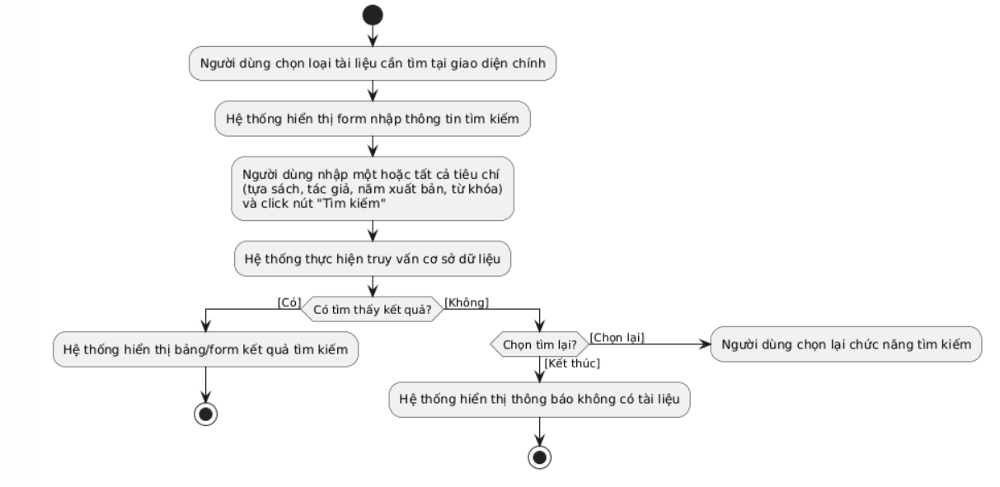 Người dùng chọn loại tài liệu cần tìm tại giao diện chính
Hệ thống hiển thị form nhập thông tin tìm kiếm
Người dùng nhập một hoặc tất cả tiêu chí
(tựa sách, tác giả, năm xuất bản, từ khóa)
và click nút "Tìm kiếm"
Hệ thống thực hiện truy vấn cơ sở dữ liệu
[Có]
Có tìm thấy kết quả?
[Không]
Hệ thống hiển thị bảng/form kết quả tìm kiếm
Chọn tìm lại?
[Chọn lại]
Người dùng chọn lại chức năng tìm kiếm
[Kết thúc]
Hệ thống hiển thị thông báo không có tài liệu